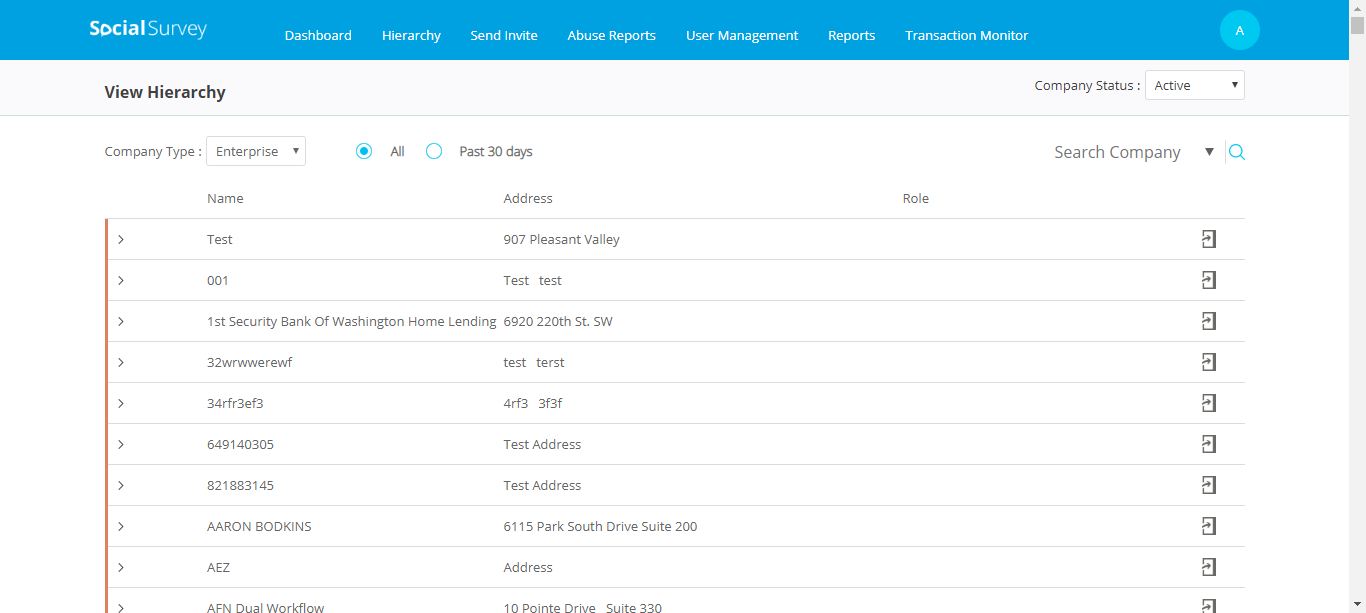 SocialSurvey Dashboard Hierarchy Send Invite Abuse Reports User Management Reports Transaction Monitor A
View Hierarchy Company Status : Active
Company Type : Enterprise All Past 30 days Search Company
Name Address Role
Test 907 Pleasant Valley
001 Test test
1st Security Bank Of Washington Home Lending 6920 220th St. SW
32wrwwerewf test terst
34rfr3ef3 4rf3 3f3f
649140305 Test Address
821883145 Test Address
AARON BODKINS 6115 Park South Drive Suite 200
AEZ Address
AFN Dual Workflow 10 Pointe Drive Suite 330